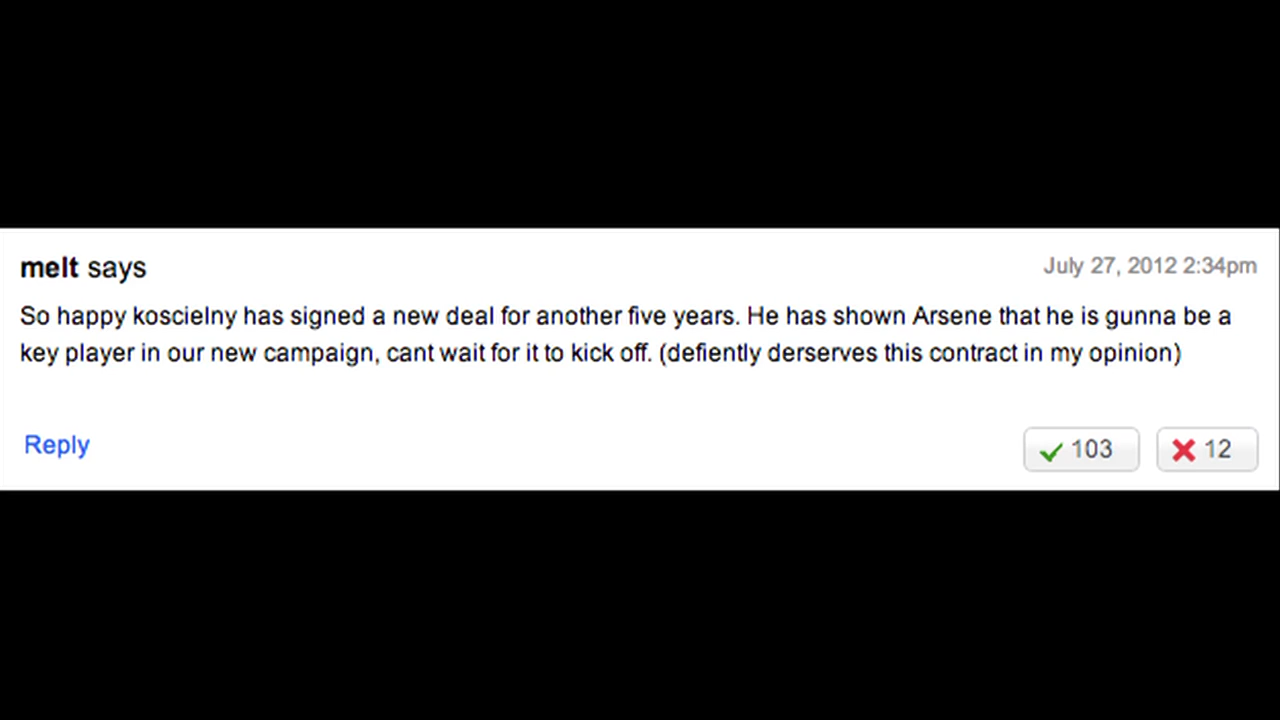 melt says
July 27, 2012 2:34pm
So happy koscielny has signed a new deal for another five years. He has shown Arsene that he is gunna be a
key player in our new campaign, cant wait for it to kick off. (defiently derserves this contract in my opinion)
Reply
103
12